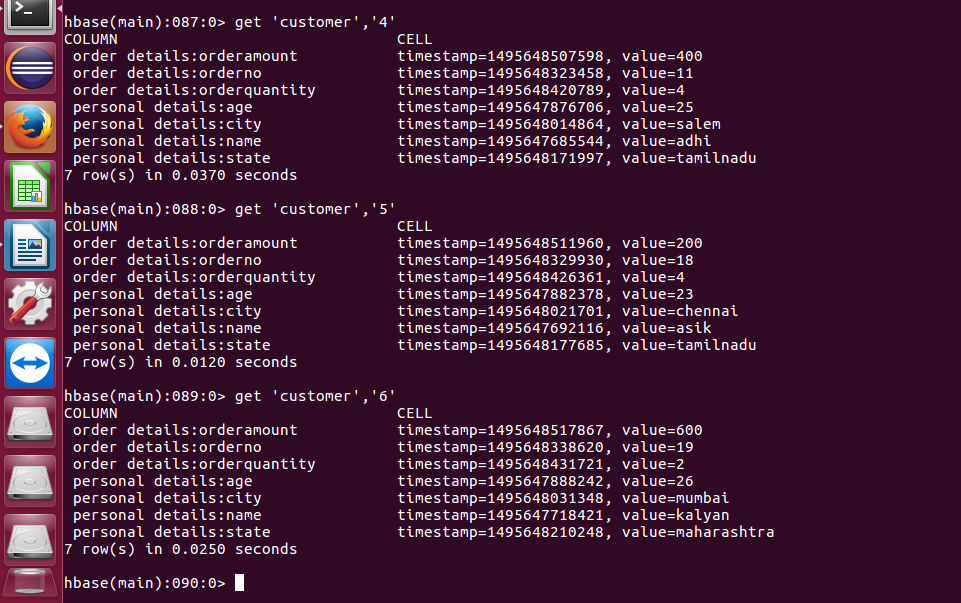 hbase(main):087:0> get 'customer','4'
COLUMN                               CELL
 order details:orderamount           timestamp=1495648507598, value=400
 order details:orderno               timestamp=1495648323458, value=11
 order details:orderquantity         timestamp=1495648420789, value=4
 personal details:age                timestamp=1495647876706, value=25
 personal details:city               timestamp=1495648014864, value=salem
 personal details:name               timestamp=1495647685544, value=adhi
 personal details:state              timestamp=1495648171997, value=tamilnadu
7 row(s) in 0.0370 seconds
hbase(main):088:0> get 'customer','5'
COLUMN                               CELL
 order details:orderamount           timestamp=1495648511960, value=200
 order details:orderno               timestamp=1495648329930, value=18
 order details:orderquantity         timestamp=1495648426361, value=4
 personal details:age                timestamp=1495647882378, value=23
 personal details:city               timestamp=1495648021701, value=chennai
 personal details:name               timestamp=1495647692116, value=asik
 personal details:state              timestamp=1495648177685, value=tamilnadu
7 row(s) in 0.0120 seconds
hbase(main):089:0> get 'customer','6'
COLUMN                               CELL
 order details:orderamount           timestamp=1495648517867, value=600
 order details:orderno               timestamp=1495648338620, value=19
 order details:orderquantity         timestamp=1495648431721, value=2
 personal details:age                timestamp=1495647888242, value=26
 personal details:city               timestamp=1495648031348, value=mumbai
 personal details:name               timestamp=1495647718421, value=kalyan
 personal details:state              timestamp=1495648210248, value=maharashtra
7 row(s) in 0.0250 seconds
hbase(main):090:0>